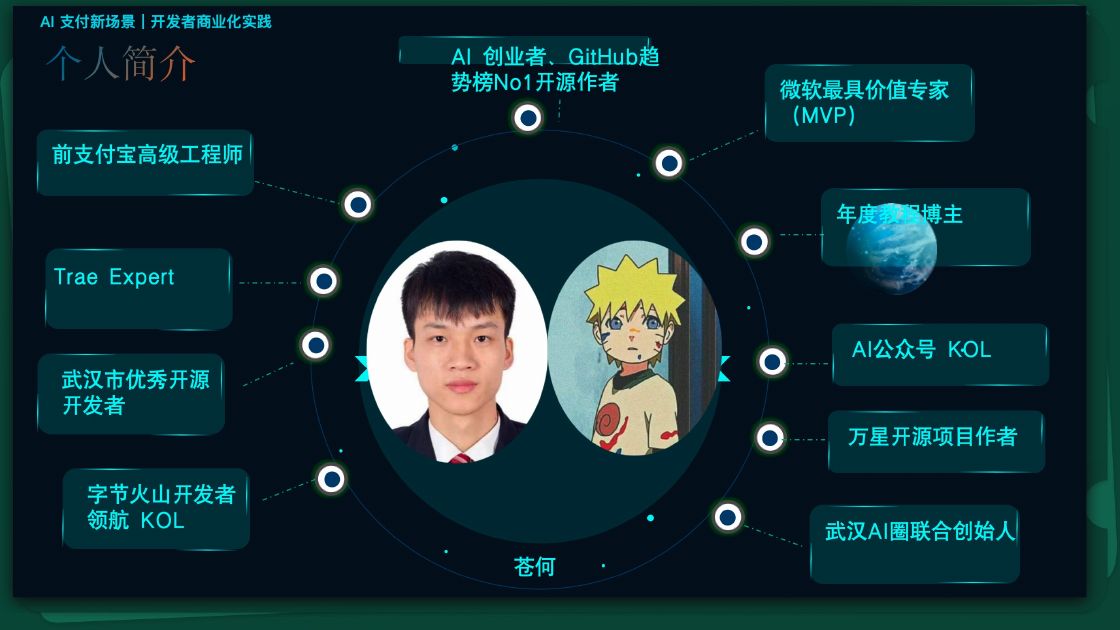 AI 支付新场景丨开发者商业化实践
个人简介
AI 创业者、GitHub趋
势榜No1开源作者
微软最具价值专家
（MVP）
前支付宝高级工程师
年度教程博主
Trae Expert
AI公众号 KOL
武汉市优秀开源
开发者
万星开源项目作者
字节火山开发者
领航 KOL
武汉AI圈联合创始人
苍何